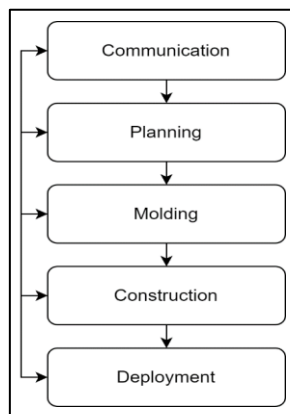 Communication
Planning
Molding
Construction
Deployment